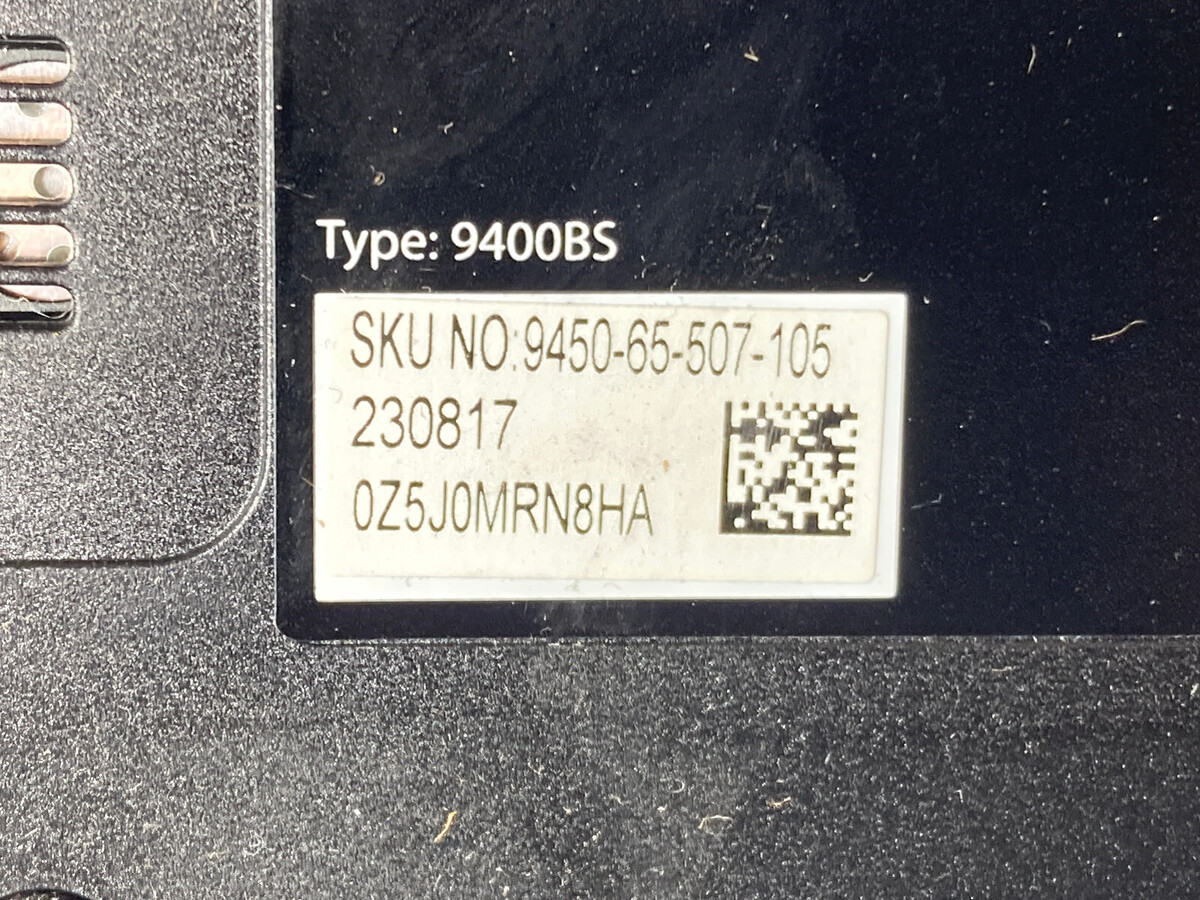 Type: 9400BS
SKU NO:9450-65-507-105
230817
0Z5J0MRN8HA